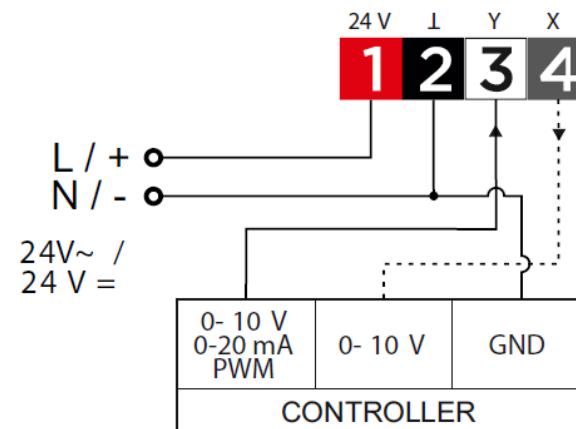 24 V ⊥ Y X
1 2 3 4
L / +
N / -
24V~ /
24 V =
0- 10 V
0-20 mA
PWM
0- 10 V
GND
CONTROLLER